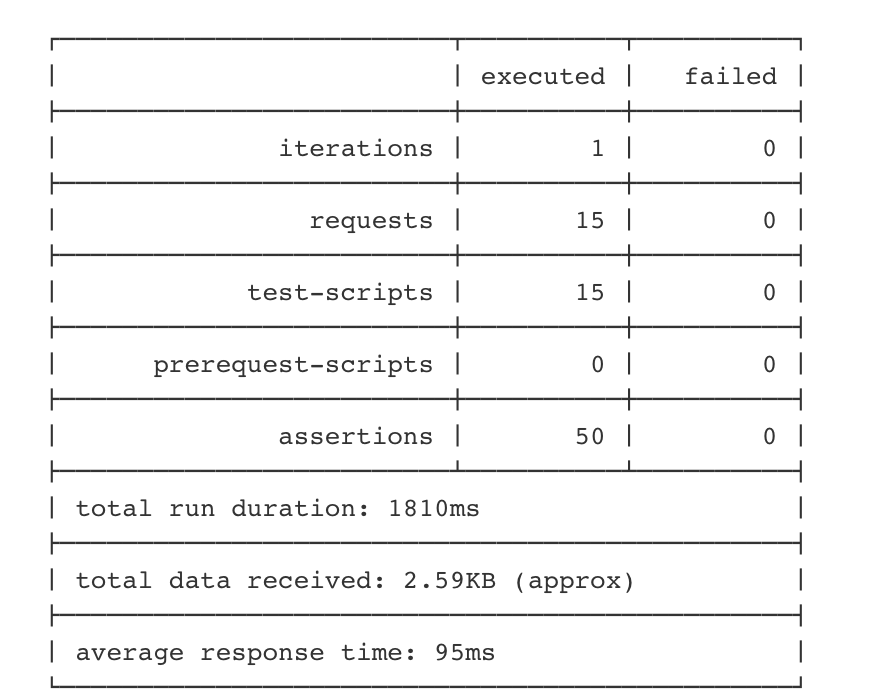 executed failed
iterations 1 0
requests 15 0
test-scripts 15 0
prerequest-scripts 0 0
assertions 50 0
total run duration: 1810ms
total data received: 2.59KB (approx)
average response time: 95ms